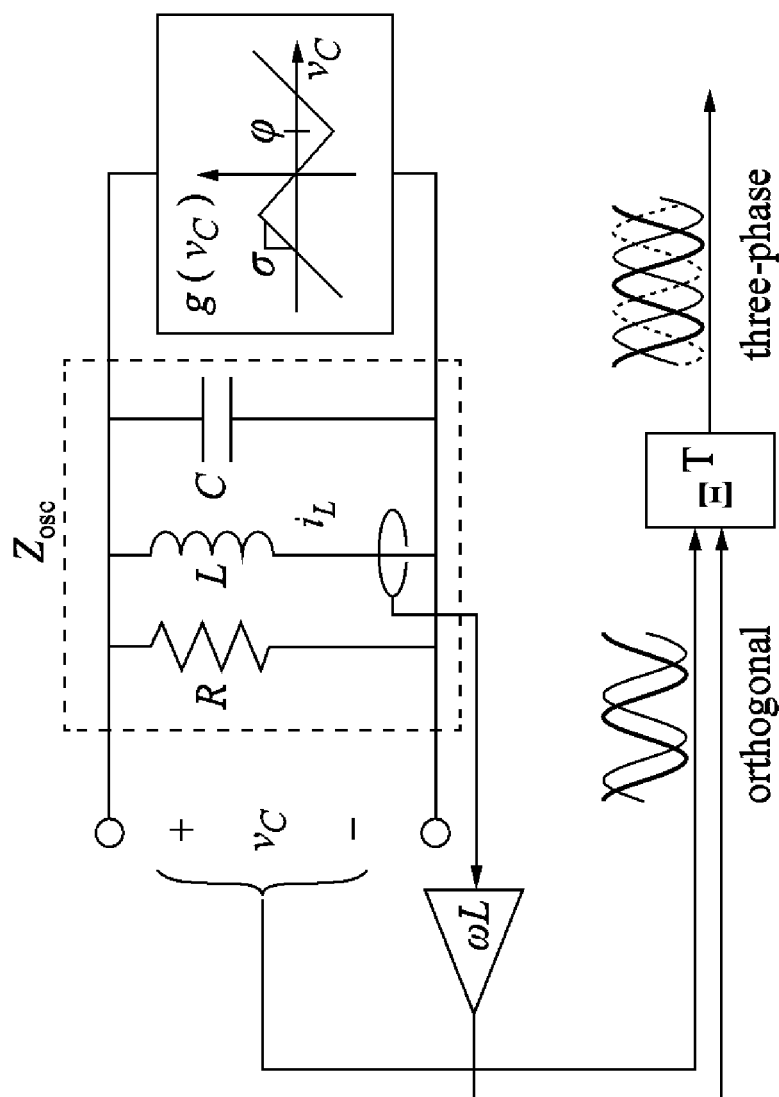 Z_osc
R
L
C
i_L
g(v_C)
σ
φ
v_C
+
v_C
−
ωL
orthogonal
Ξ^T
three-phase